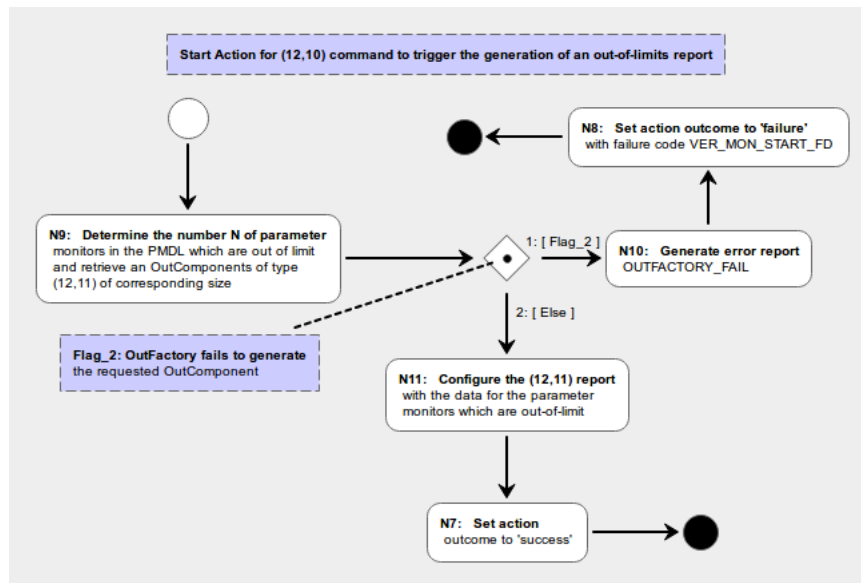 Start Action for (12,10) command to trigger the generation of an out-of-limits report
N8: Set action outcome to 'failure'
with failure code VER_MON_START_FD
N9: Determine the number N of parameter
monitors in the PMDL which are out of limit
and retrieve an OutComponents of type
(12,11) of corresponding size
1: [ Flag_2 ]
N10: Generate error report
OUTFACTORY_FAIL
2: [ Else ]
Flag_2: OutFactory fails to generate
the requested OutComponent
N11: Configure the (12,11) report
with the data for the parameter
monitors which are out-of-limit
N7: Set action
outcome to 'success'